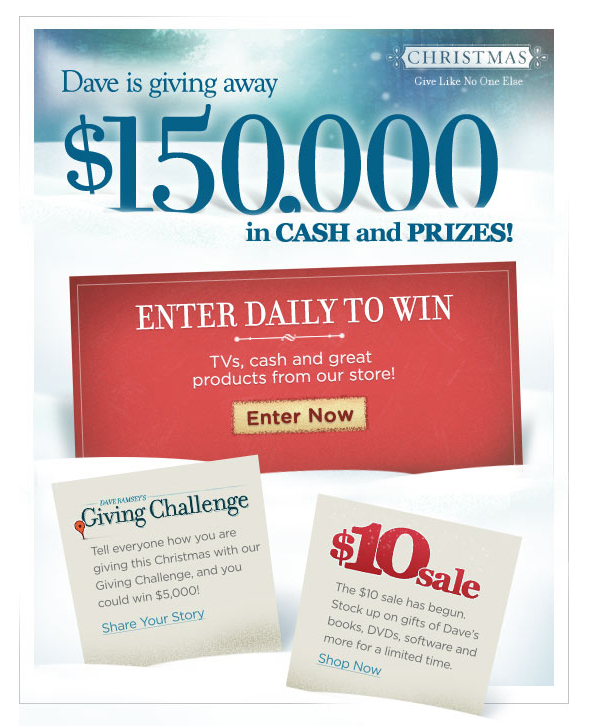 CHRISTMAS
Give Like No One Else
Dave is giving away
$150,000
in CASH and PRIZES!
ENTER DAILY TO WIN
TVs, cash and great
products from our store!
Enter Now
DAVE RAMSEY'S
Giving Challenge
Tell everyone how you are
giving this Christmas with our
Giving Challenge, and you
could win $5,000!
Share Your Story
$10 sale
The $10 sale has begun.
Stock up on gifts of Dave's
books, DVDs, software and
more for a limited time.
Shop Now